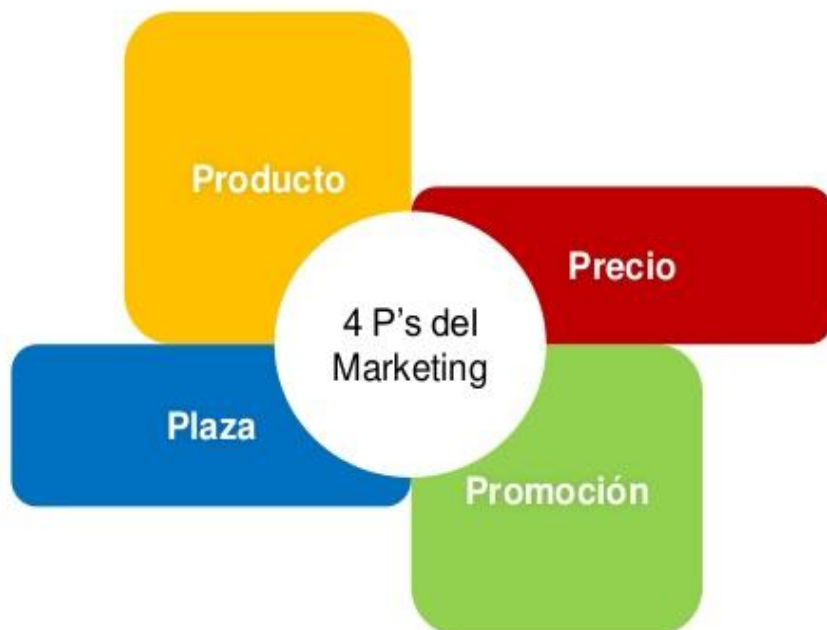 Producto
Precio
4 P's del
Marketing
Plaza
Promoción